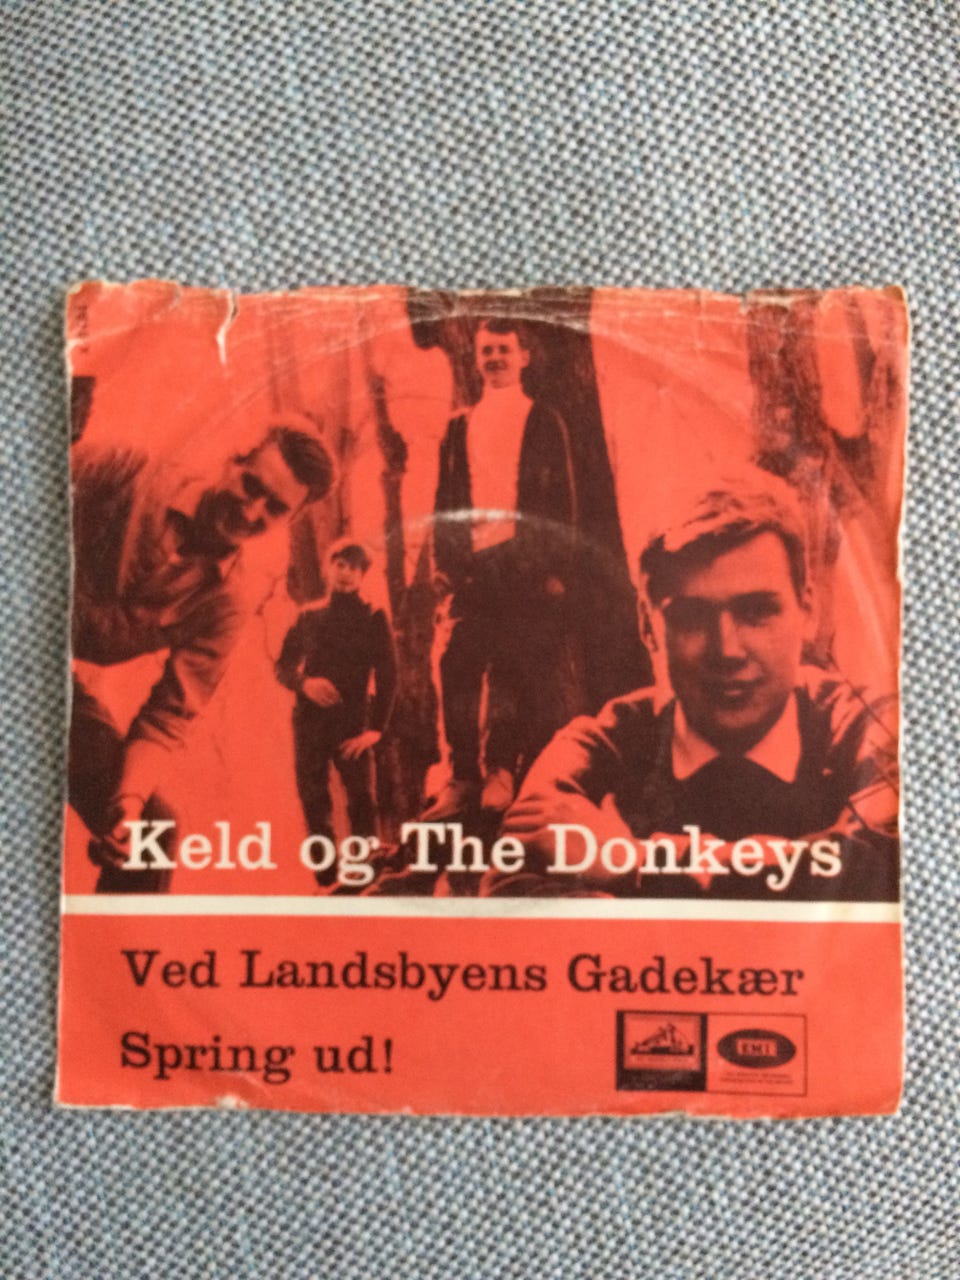 Keld og The Donkeys
Ved Landsbyens Gadekær
Spring ud!
EMI